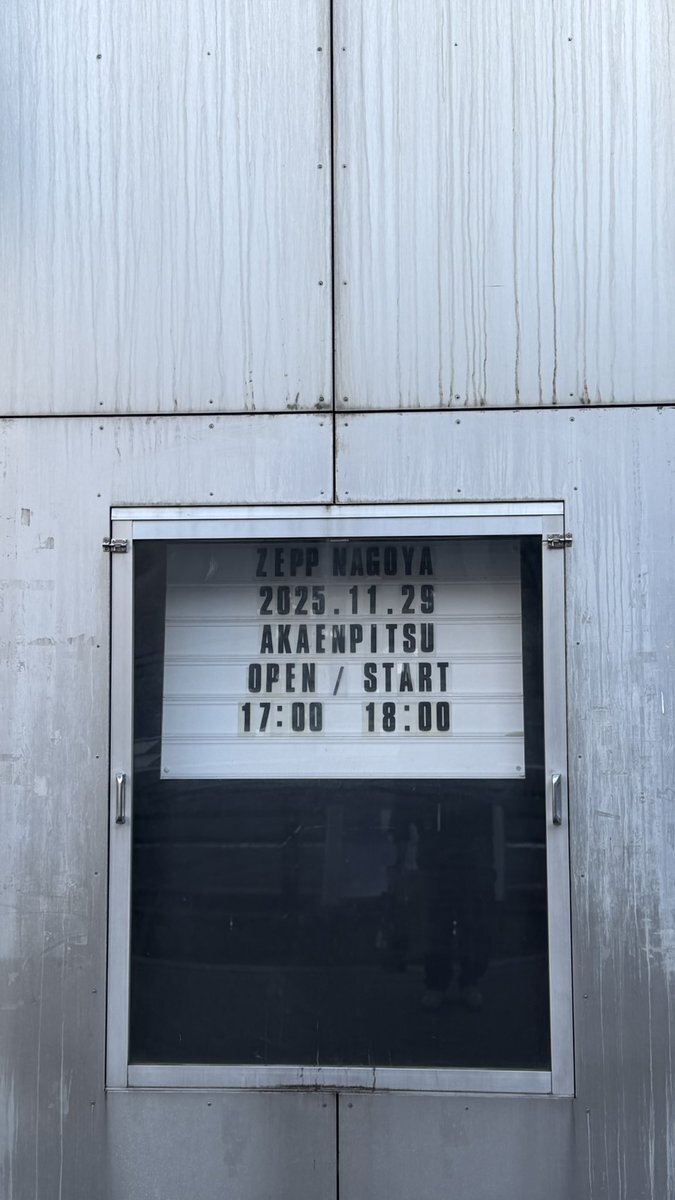 ZEPP NAGOYA
2025.11.29
AKAENPITSU
OPEN / START
17:00 18:00